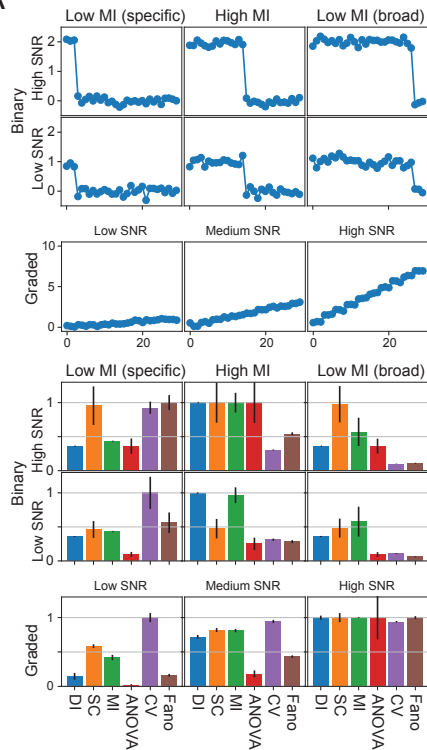 A
Low MI (specific) High MI Low MI (broad)
Binary
High SNR
2
1
0
Low SNR
2
1
0
Low SNR Medium SNR High SNR
Graded
10
5
0
0 20 0 20 0 20
Low MI (specific) High MI Low MI (broad)
Binary
High SNR
1
0
Low SNR
1
0
Low SNR Medium SNR High SNR
Graded
1
0
DI SC MI ANOVA CV Fano DI SC MI ANOVA CV Fano DI SC MI ANOVA CV Fano